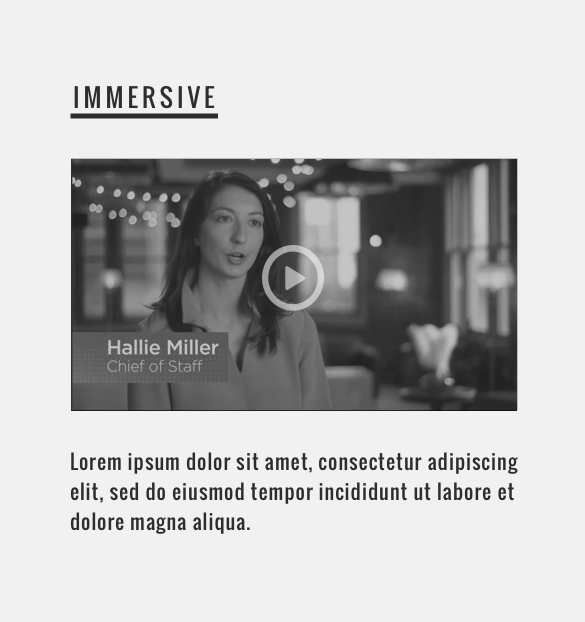 IMMERSIVE
Hallie Miller
Chief of Staff
Lorem ipsum dolor sit amet, consectetur adipiscing
elit, sed do eiusmod tempor incididunt ut labore et
dolore magna aliqua.